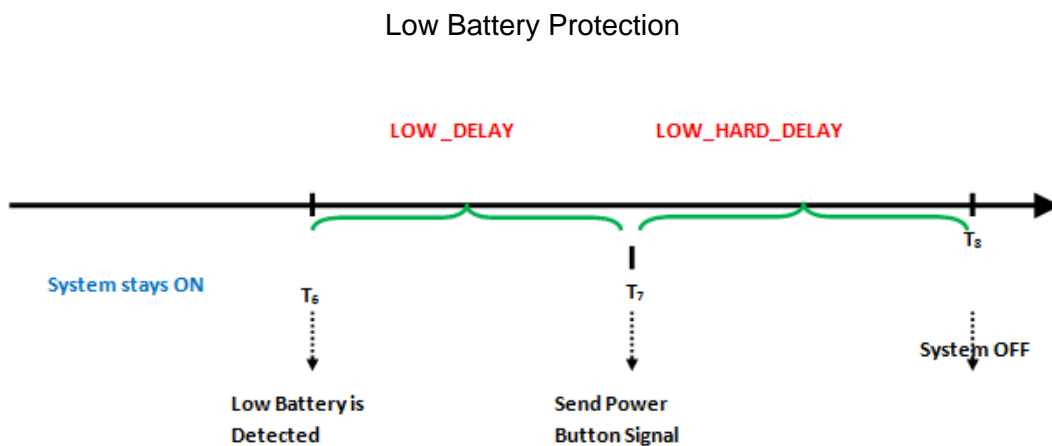 Low Battery Protection
LOW _DELAY
LOW_HARD_DELAY
T₈
System stays ON
T₆
T₇
System OFF
Low Battery is
Detected
Send Power
Button Signal